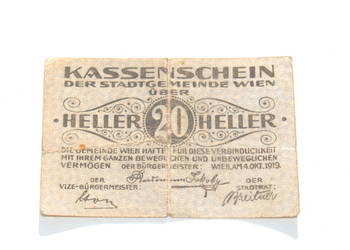 KASSENSCHEIN
DER STADTGEMEINDE WIEN
ÜBER
HELLER 20 HELLER
DIE GEMEINDE WIEN HAFTET FÜR DIESE VERBINDLICHKEIT
MIT IHREM GANZEN BEWEGLICHEN UND UNBEWEGLICHEN
VERMÖGEN DER BÜRGERMEISTER: WIEN, AM 4. OKT. 1919.
DER DER
VIZE-BÜRGERMEISTER: STADTRAT:
Breitner